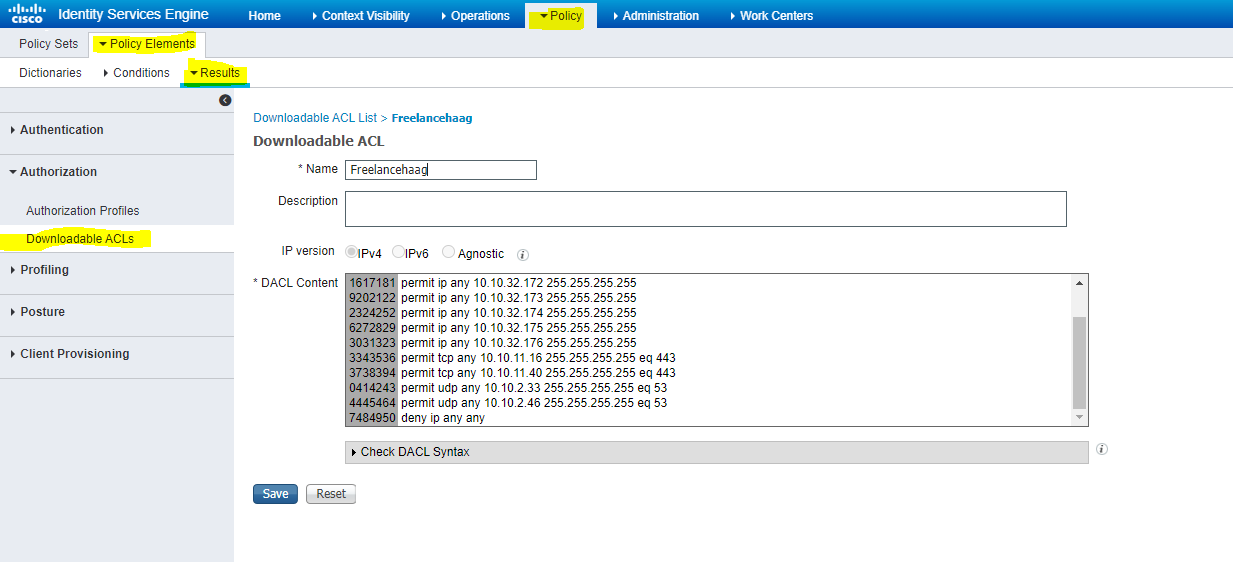 CISCO Identity Services Engine Home Context Visibility Operations Policy Administration Work Centers
Policy Sets Policy Elements
Dictionaries Conditions Results
Authentication
Authorization
Authorization Profiles
Downloadable ACLs
Profiling
Posture
Client Provisioning
Downloadable ACL List > Freelancehaag
Downloadable ACL
* Name Freelancehaag
Description
IP version IPv4 IPv6 Agnostic i
* DACL Content
1617181 permit ip any 10.10.32.172 255.255.255.255
9202122 permit ip any 10.10.32.173 255.255.255.255
2324252 permit ip any 10.10.32.174 255.255.255.255
6272829 permit ip any 10.10.32.175 255.255.255.255
3031323 permit ip any 10.10.32.176 255.255.255.255
3343536 permit tcp any 10.10.11.16 255.255.255.255 eq 443
3738394 permit tcp any 10.10.11.40 255.255.255.255 eq 443
0414243 permit udp any 10.10.2.33 255.255.255.255 eq 53
4445464 permit udp any 10.10.2.46 255.255.255.255 eq 53
7484950 deny ip any any
Check DACL Syntax i
Save Reset